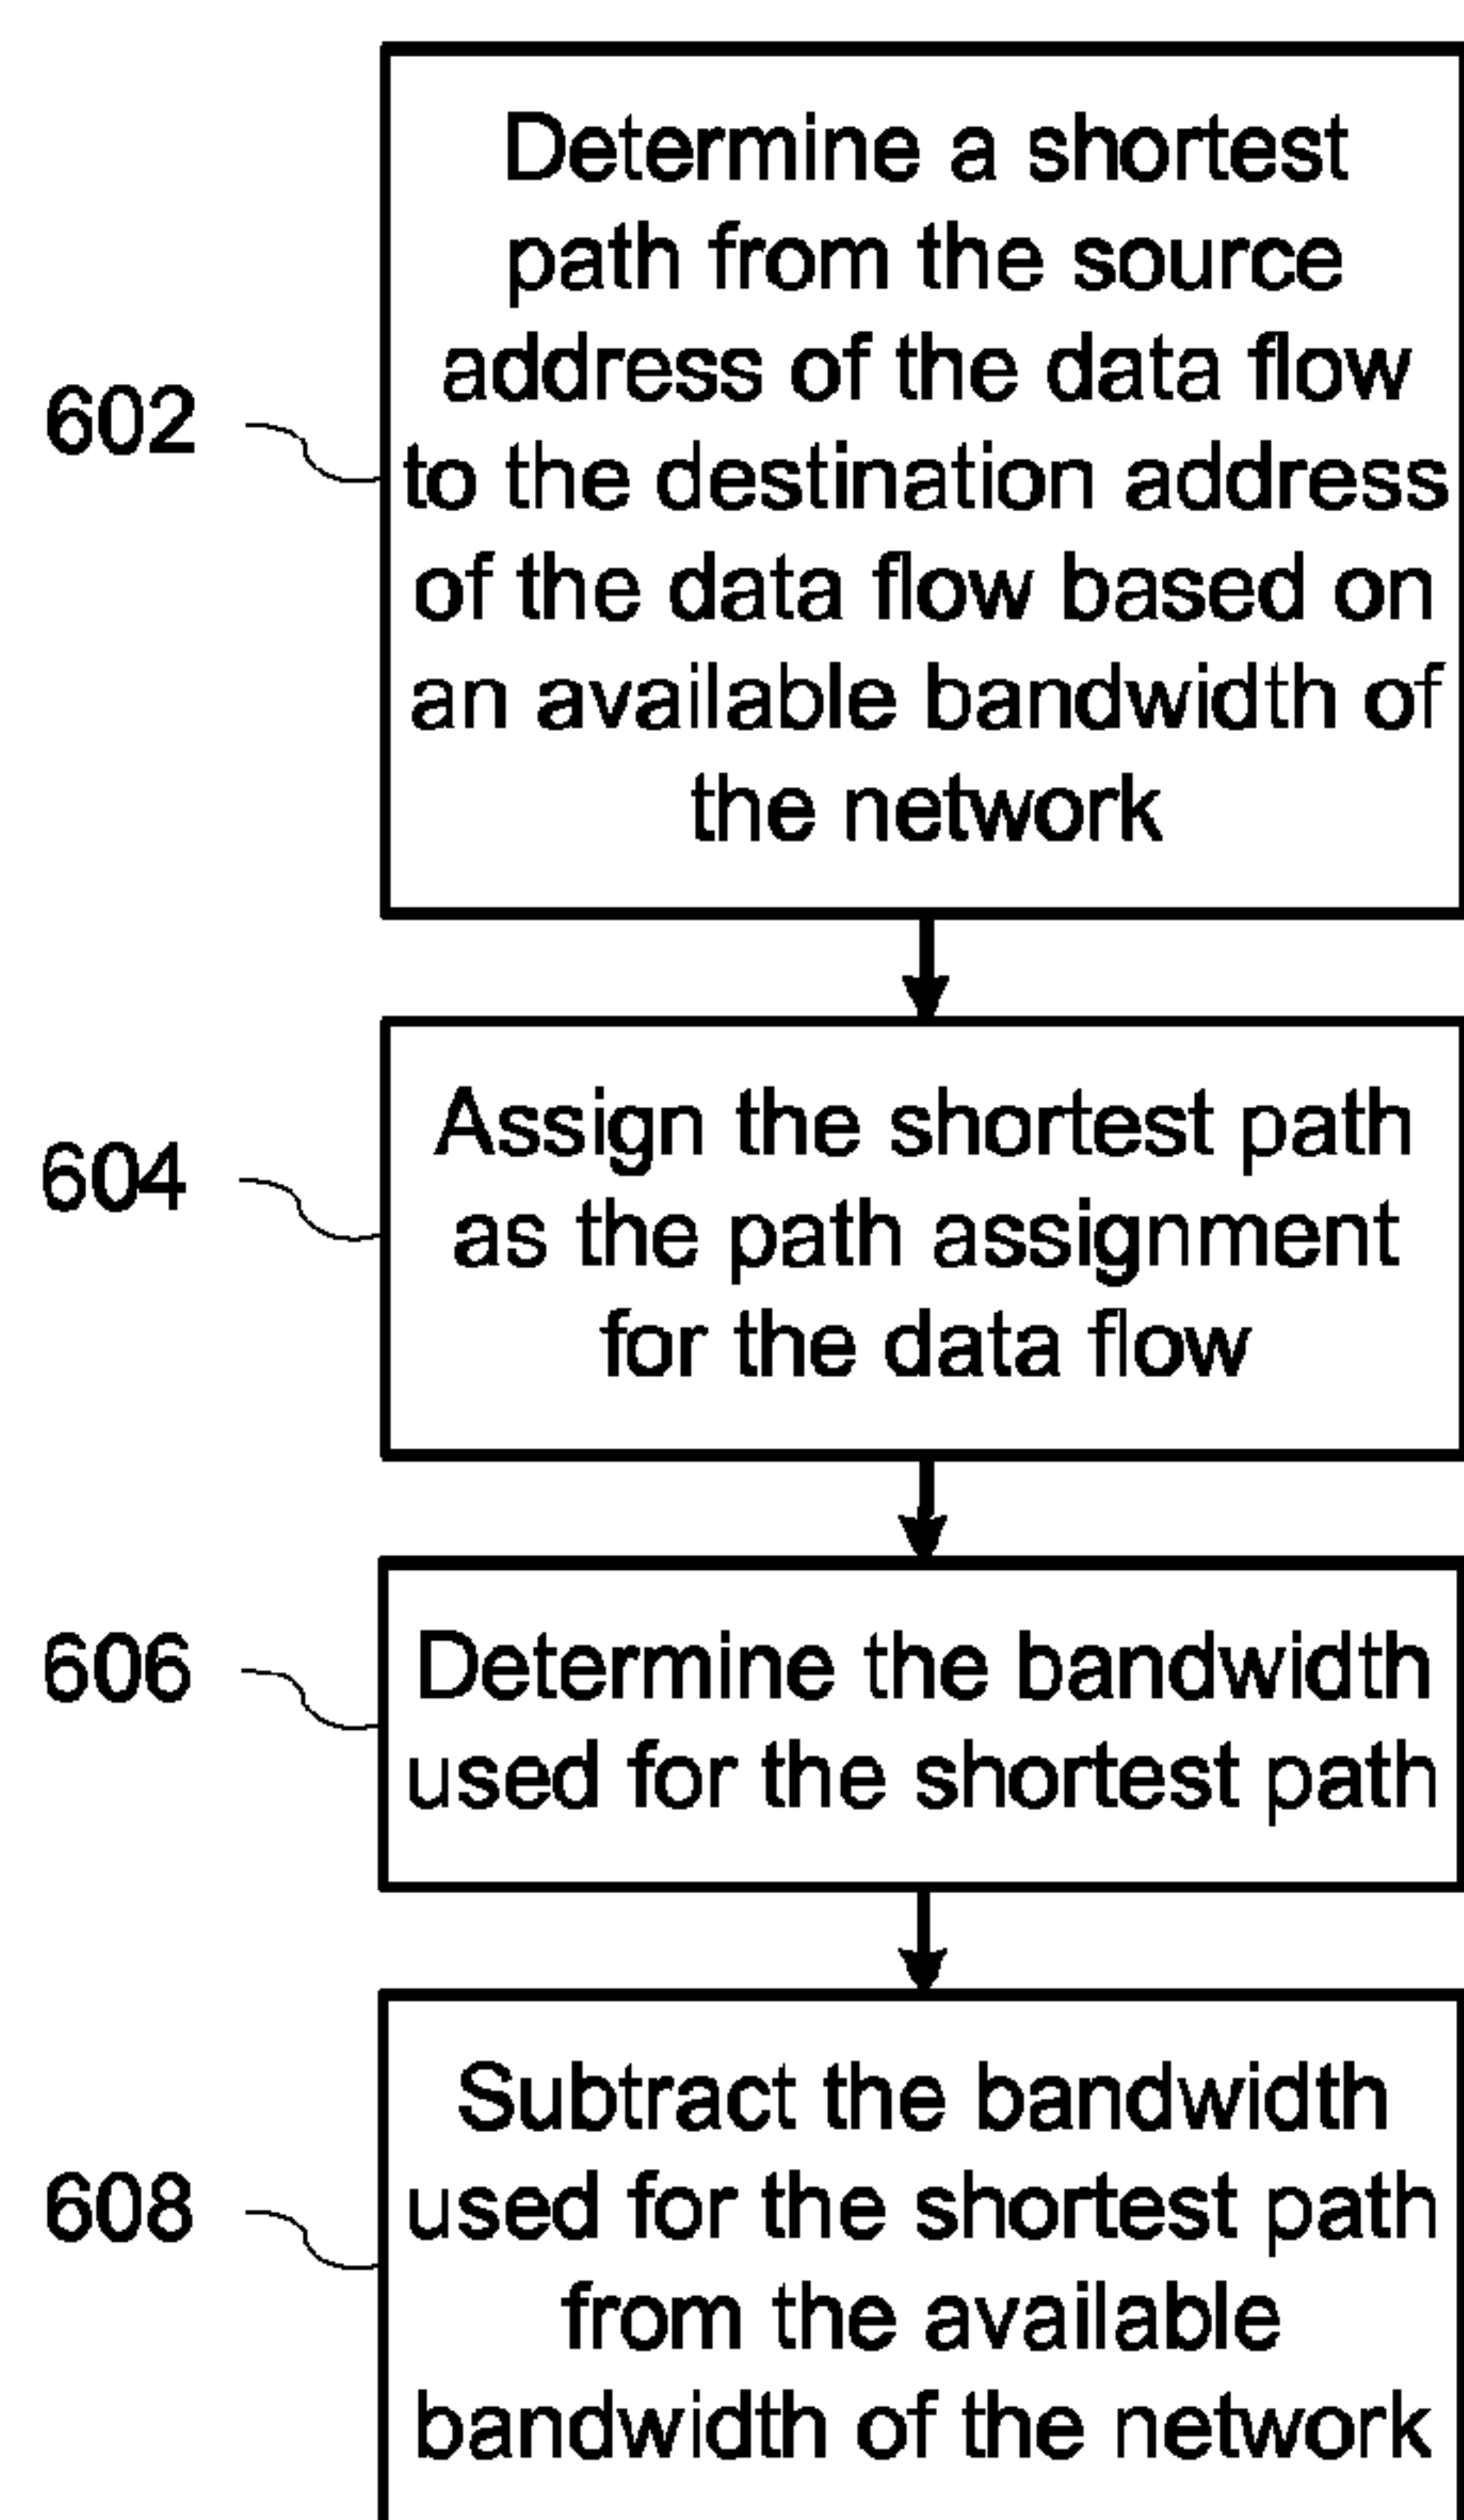 Determine a shortest
path from the source
address of the data flow
602
to the destination address
of the data flow based on
an available bandwidth of
the network
Assign the shortest path
604
as the path assignment
for the data flow
606
Determine the bandwidth
used for the shortest path
Subtract the bandwidth
608
used for the shortest path
from the available
bandwidth of the network